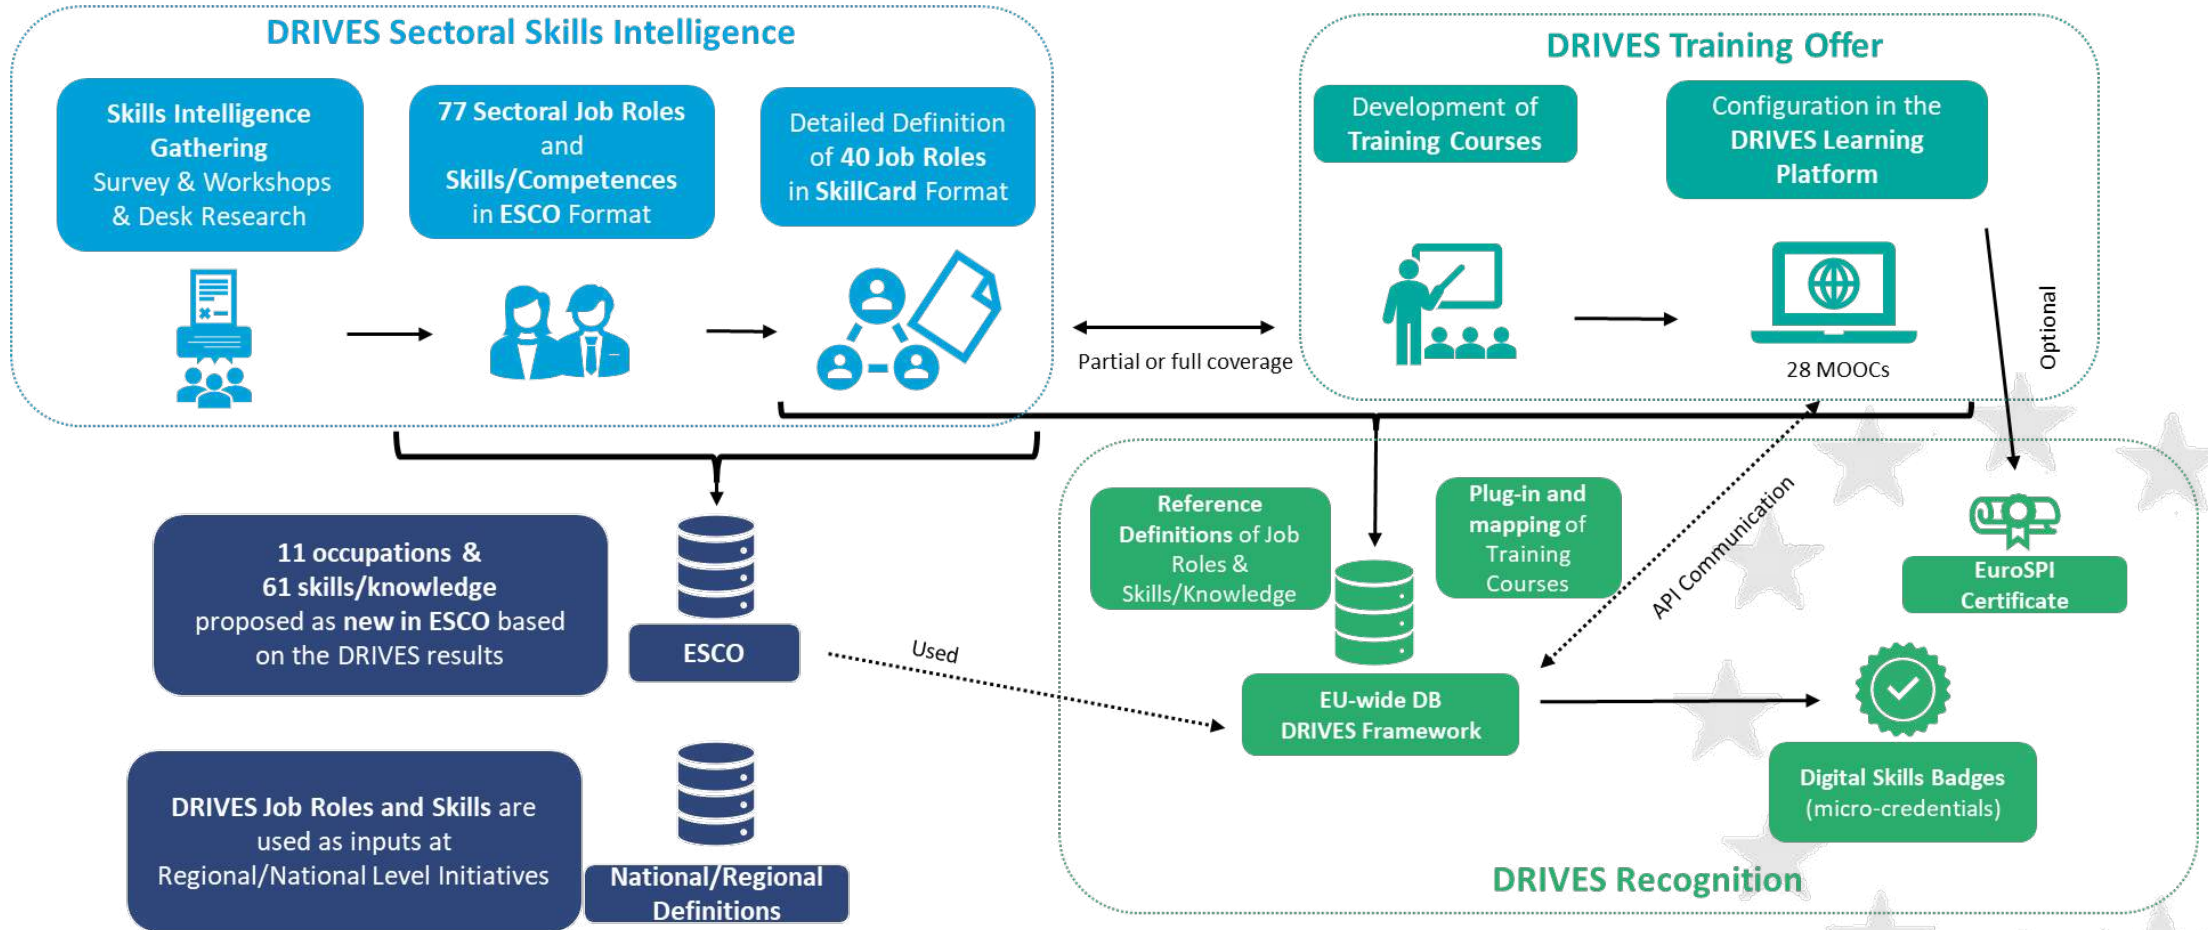 DRIVES Sectoral Skills Intelligence
Skills Intelligence
Gathering
Survey & Workshops
& Desk Research
77 Sectoral Job Roles
and
Skills/Competences
in ESCO Format
Detailed Definition
of 40 Job Roles
in SkillCard Format
Partial or full coverage
DRIVES Training Offer
Development of
Training Courses
Configuration in the
DRIVES Learning
Platform
28 MOOCs
Optional
11 occupations &
61 skills/knowledge
proposed as new in ESCO based
on the DRIVES results
ESCO
Used
DRIVES Job Roles and Skills are
used as inputs at
Regional/National Level Initiatives
National/Regional
Definitions
Reference
Definitions of Job
Roles &
Skills/Knowledge
Plug-in and
mapping of
Training
Courses
API Communication
EU-wide DB
DRIVES Framework
EuroSPI
Certificate
Digital Skills Badges
(micro-credentials)
DRIVES Recognition